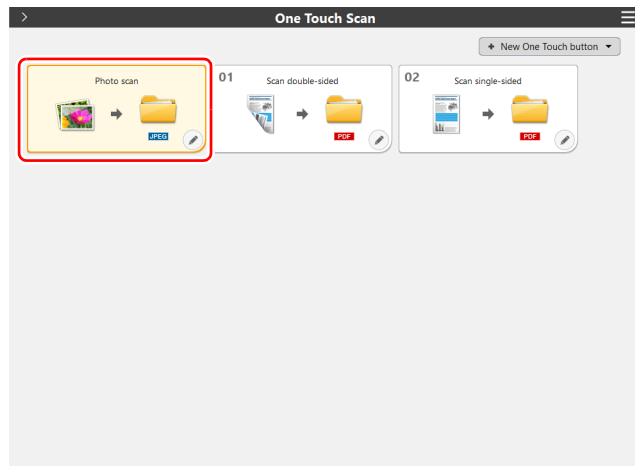 One Touch Scan
New One Touch button
Photo scan
JPEG
01
Scan double-sided
PDF
02
Scan single-sided
PDF